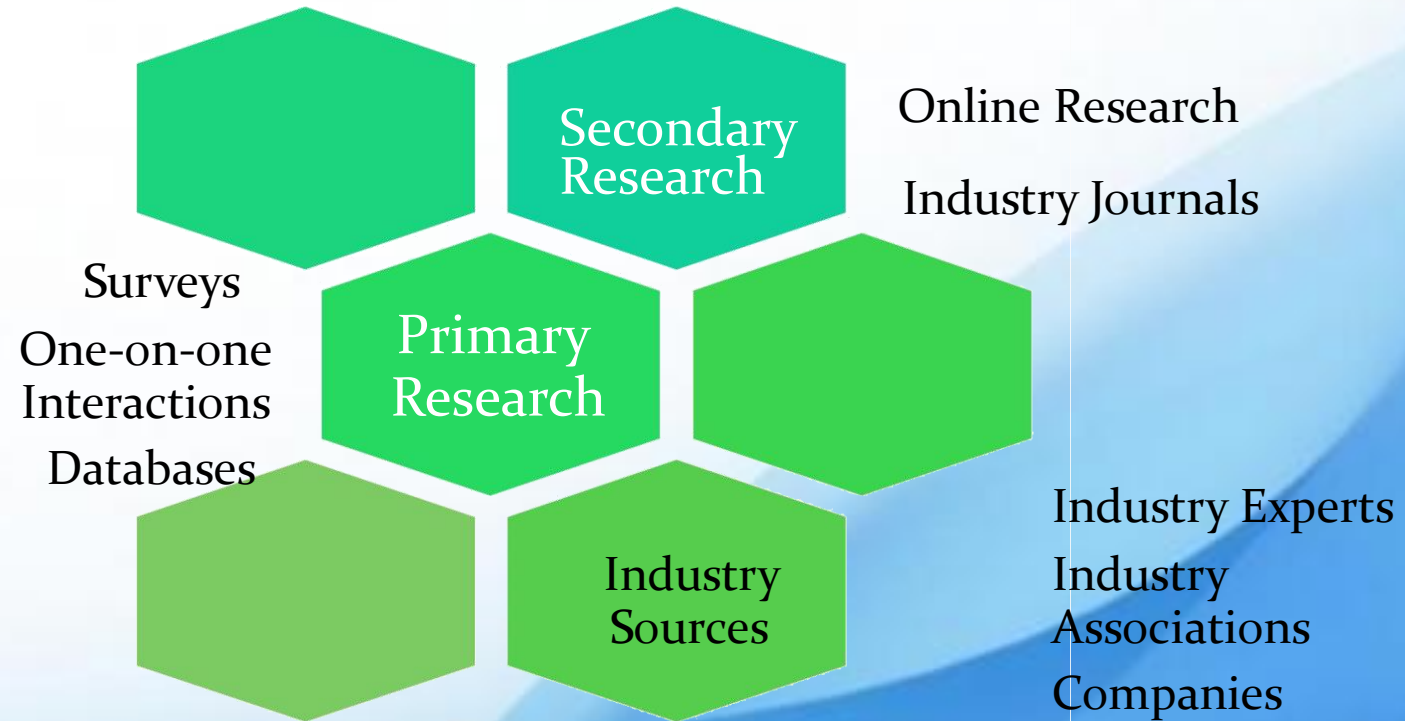 Secondary
Research
Online Research
Industry Journals
Surveys
One-on-one
Interactions
Databases
Primary
Research
Industry
Sources
Industry Experts
Industry
Associations
Companies